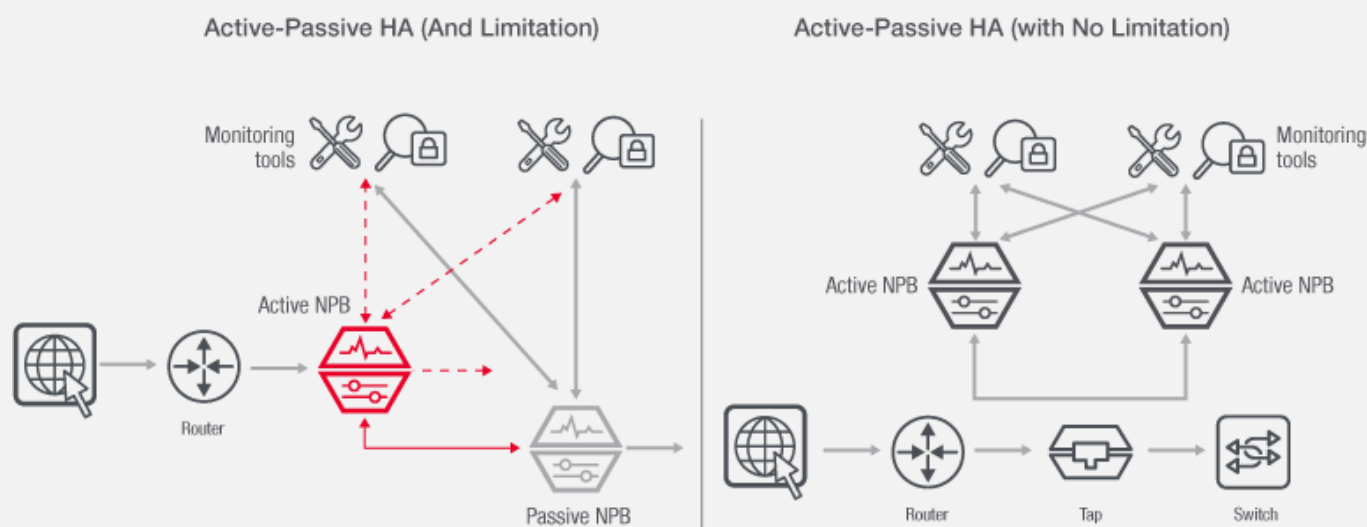 Active-Passive HA (And Limitation)
Monitoring
tools
Active NPB
Router
Passive NPB
Active-Passive HA (with No Limitation)
Monitoring
tools
Active NPB
Active NPB
Router
Tap
Switch